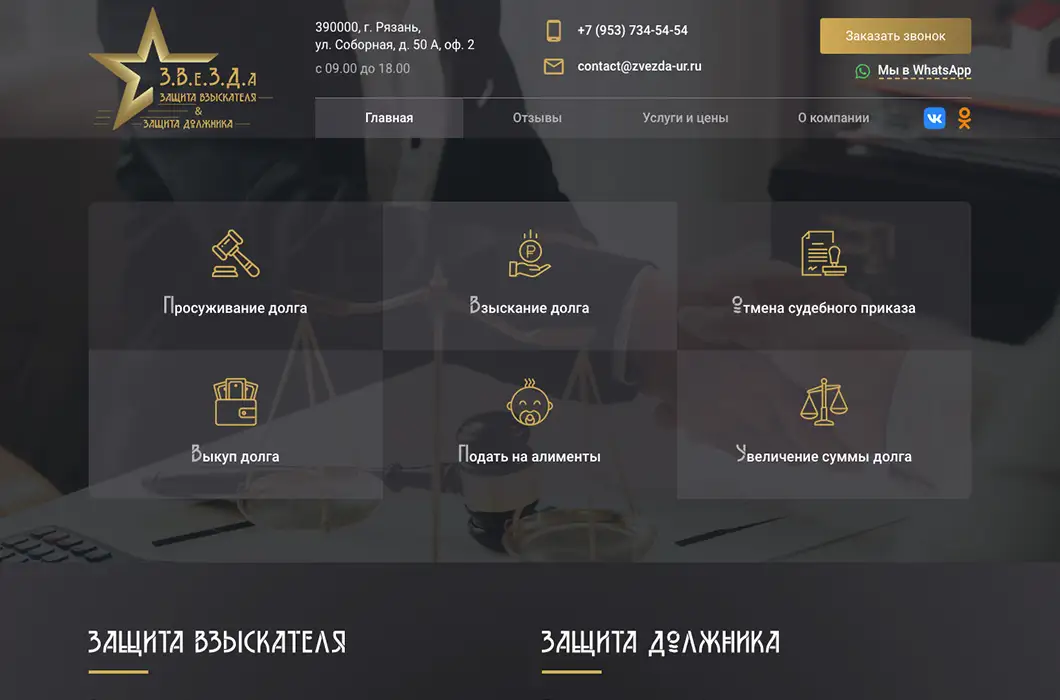 З.В.е.З.Да
ЗАЩИТА ВЗЫСКАТЕЛЯ
&
ЗАЩИТА ДОЛЖНИКА
390000, г. Рязань,
ул. Соборная, д. 50 А, оф. 2
с 09.00 до 18.00
+7 (953) 734-54-54
contact@zvezda-ur.ru
Заказать звонок
Мы в WhatsApp
Главная
Отзывы
Услуги и цены
О компании
Просуживание долга
Взыскание долга
Отмена судебного приказа
Выкуп долга
Подать на алименты
Увеличение суммы долга
ЗАЩИТА ВЗЫСКАТЕЛЯ
ЗАЩИТА ДОЛЖНИКА